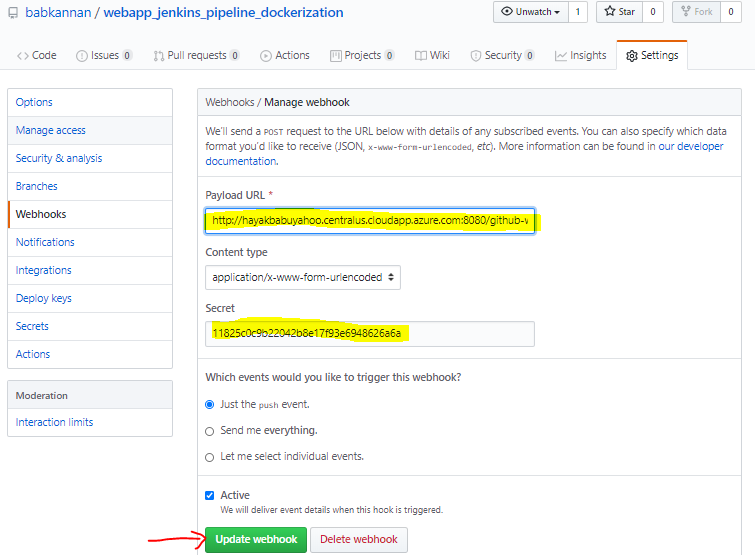 babkannan / webapp_jenkins_pipeline_dockerization
Unwatch 1 Star 0 Fork 0
Code Issues 0 Pull requests 0 Actions Projects 0 Wiki Security 0 Insights Settings
Options
Manage access
Security & analysis
Branches
Webhooks
Notifications
Integrations
Deploy keys
Secrets
Actions
Moderation
Interaction limits
Webhooks / Manage webhook
We'll send a POST request to the URL below with details of any subscribed events. You can also specify which data
format you'd like to receive (JSON, x-www-form-urlencoded, etc). More information can be found in our developer
documentation.
Payload URL *
http://hayakbabuyahoo.centralus.cloudapp.azure.com:8080/github-w
Content type
application/x-www-form-urlencoded
Secret
11825c0c9b22042b8e17f93e6948626a6a
Which events would you like to trigger this webhook?
Just the push event.
Send me everything.
Let me select individual events.
Active
We will deliver event details when this hook is triggered.
Update webhook Delete webhook